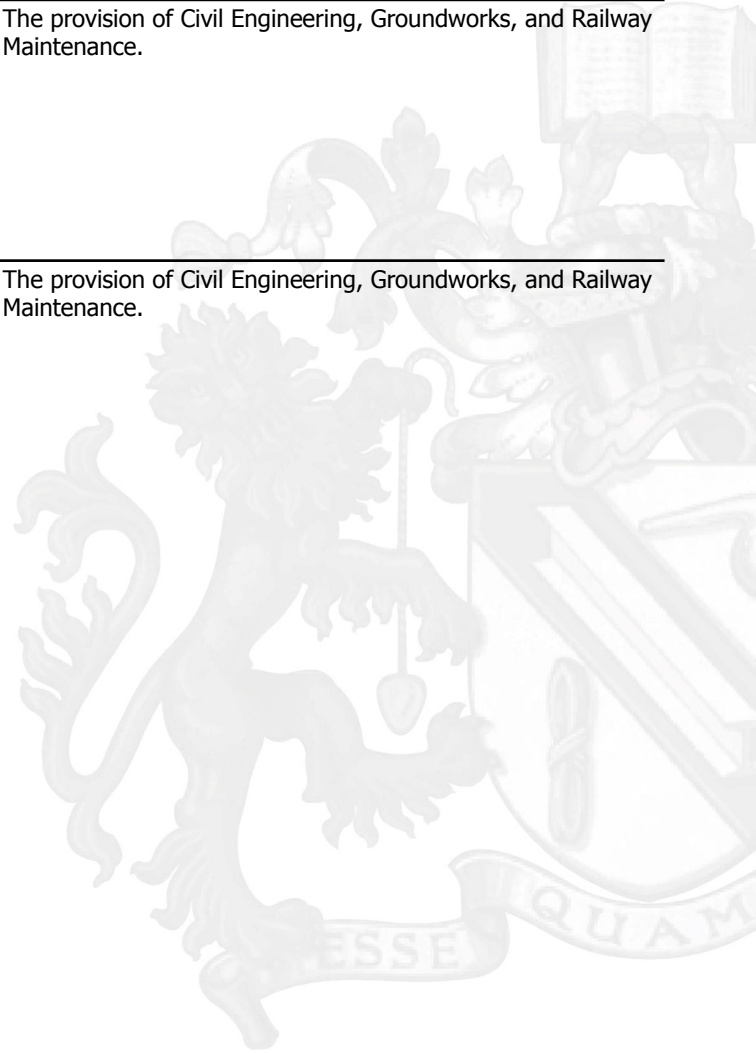 The provision of Civil Engineering, Groundworks, and Railway
Maintenance.
The provision of Civil Engineering, Groundworks, and Railway
Maintenance.
ESSE
QUAM